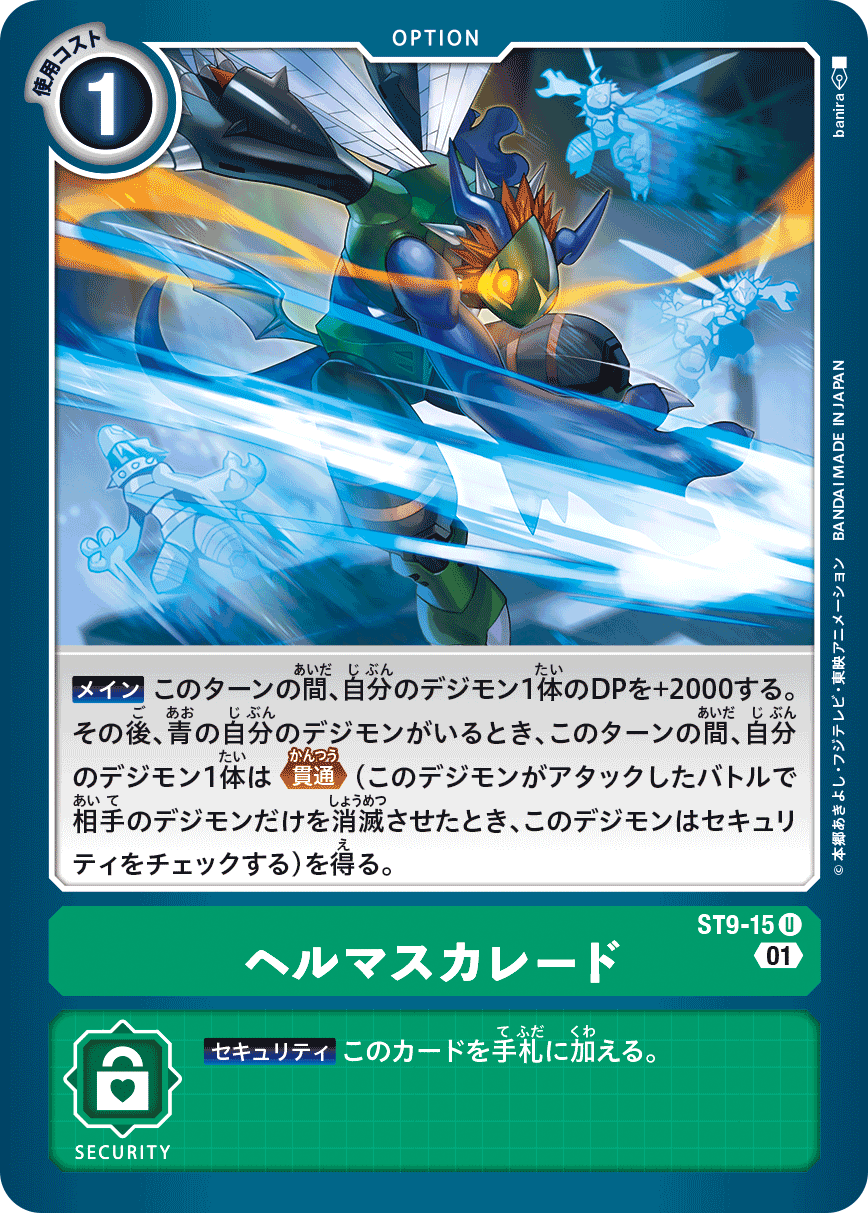 OPTION
使用コスト
1
banira
メイン このターンの間、自分のデジモン1体のDPを+2000する。
その後、青の自分のデジモンがいるとき、このターンの間、自分
のデジモン1体は 貫通 (このデジモンがアタックしたバトルで
相手のデジモンだけを消滅させたとき、このデジモンはセキュリ
ティをチェックする)を得る。
© 本郷あきよし・フジテレビ・東映アニメーション BANDAI MADE IN JAPAN
ST9-15 U
ヘルマスカレード
01
セキュリティ このカードを手札に加える。
SECURITY